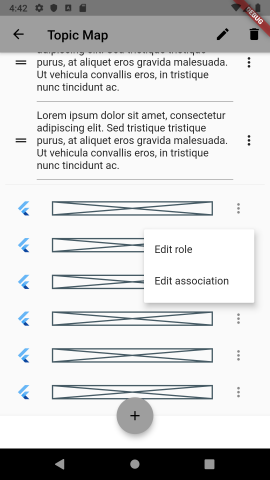 4:42
DEBUG
Topic Map
adipiscing elit. Sed tristique tristique
purus, at aliquet eros gravida malesuada.
Ut vehicula convallis eros, in tristique
nunc tincidunt ac.
Lorem ipsum dolor sit amet, consectetur
adipiscing elit. Sed tristique tristique
purus, at aliquet eros gravida malesuada.
Ut vehicula convallis eros, in tristique
nunc tincidunt ac.
Edit role
Edit association